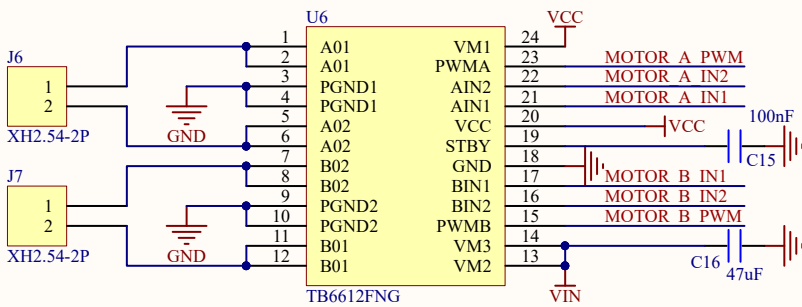 U6
VCC
1 A01 VM1 24
2 A01 PWMA 23 MOTOR_A_PWM
3 PGND1 AIN2 22 MOTOR_A_IN2
4 PGND1 AIN1 21 MOTOR_A_IN1
5 A02 VCC 20 VCC
6 A02 STBY 19
7 B02 GND 18
8 B02 BIN1 17 MOTOR_B_IN1
9 PGND2 BIN2 16 MOTOR_B_IN2
10 PGND2 PWMB 15 MOTOR_B_PWM
11 B01 VM3 14
12 B01 VM2 13
TB6612FNG
J6
1
2
XH2.54-2P
GND
J7
1
2
XH2.54-2P
GND
100nF
C15
C16
47uF
VIN